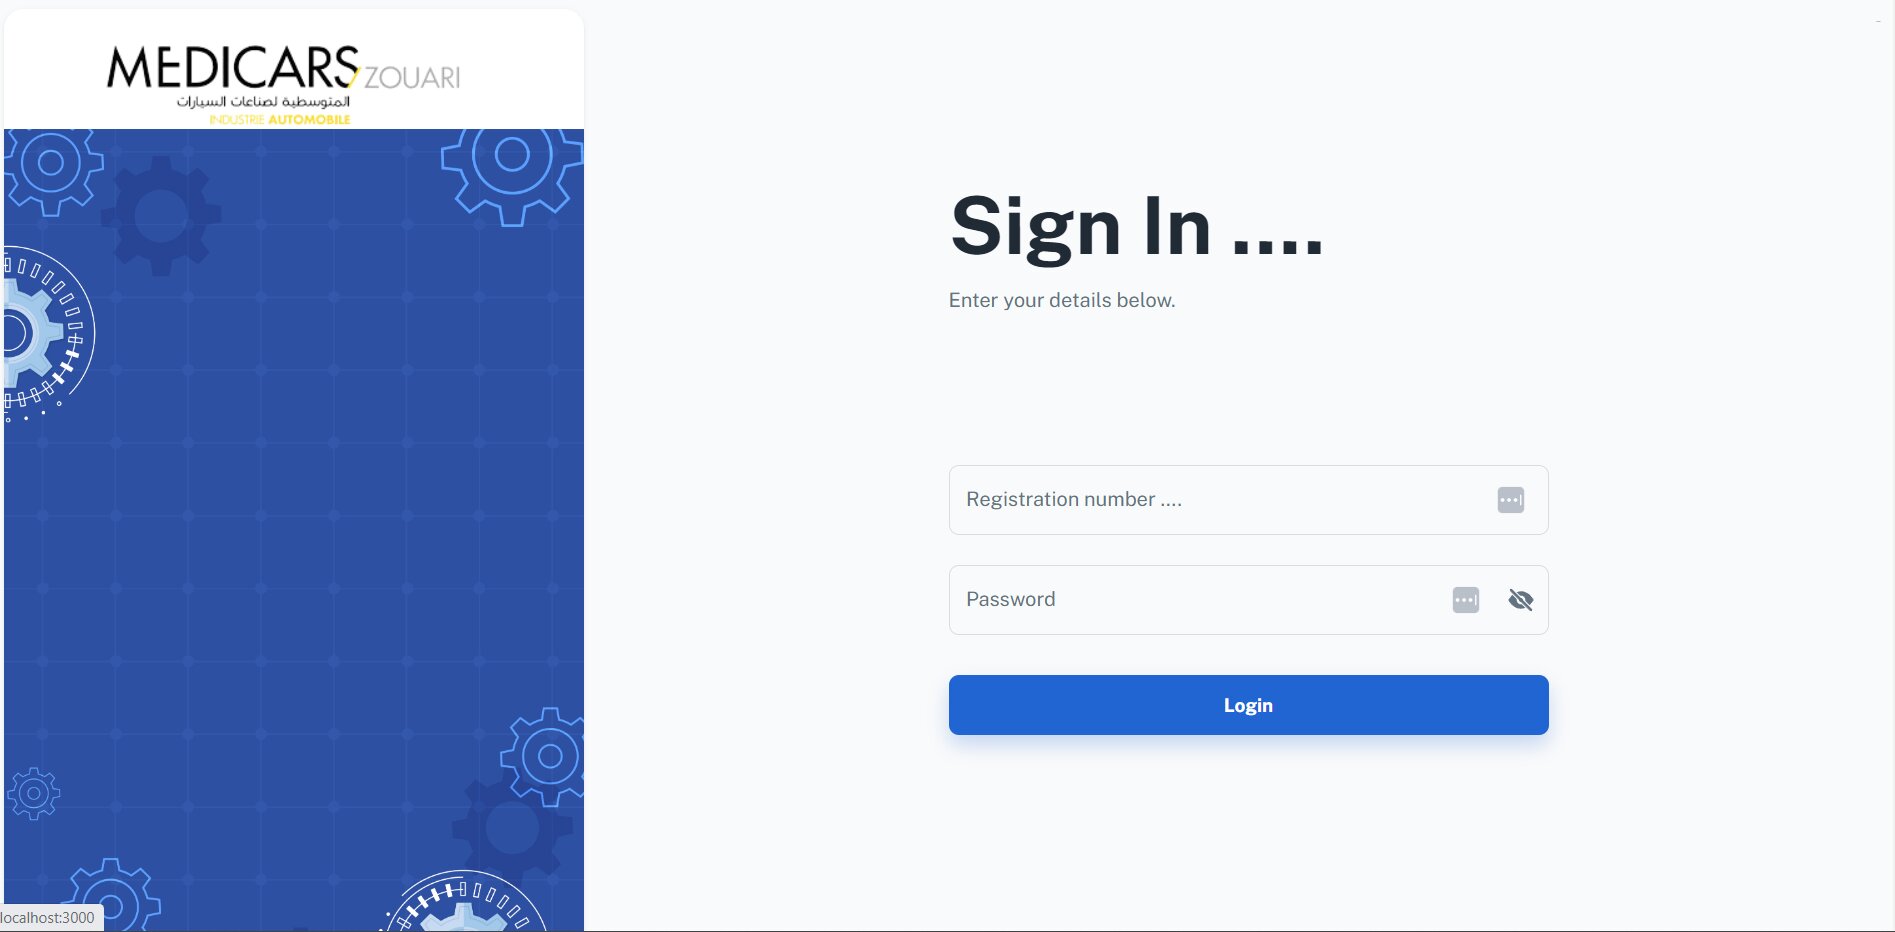 MEDICARS ZOUARI
المتوسطية لصناعات السيارات
INDUSTRIE AUTOMOBILE
Sign In ....
Enter your details below.
Registration number ....
Password
Login
localhost:3000